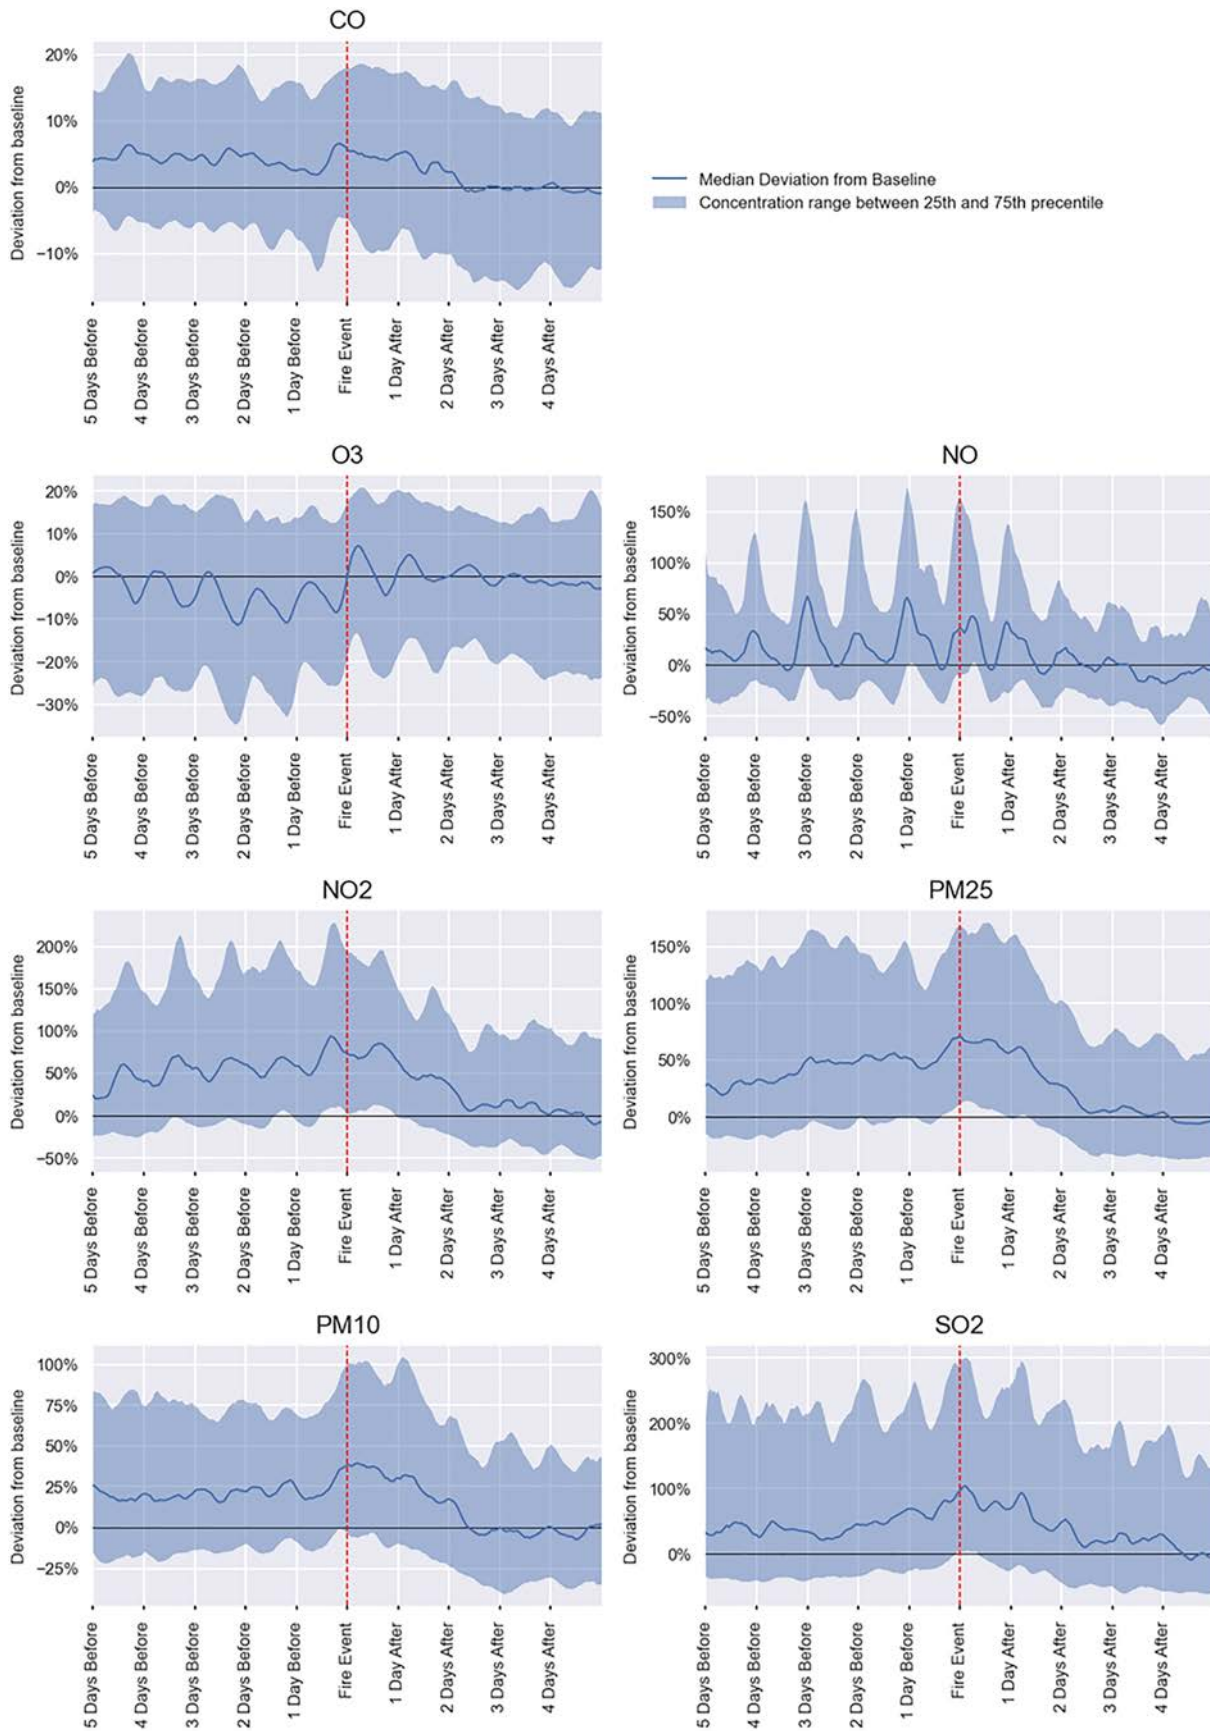 CO
20%
10%
0%
−10%
Deviation from baseline
5 Days Before
4 Days Before
3 Days Before
2 Days Before
1 Day Before
Fire Event
1 Day After
2 Days After
3 Days After
4 Days After
Median Deviation from Baseline
Concentration range between 25th and 75th precentile
O3
20%
10%
0%
−10%
−20%
−30%
Deviation from baseline
5 Days Before
4 Days Before
3 Days Before
2 Days Before
1 Day Before
Fire Event
1 Day After
2 Days After
3 Days After
4 Days After
NO
150%
100%
50%
0%
−50%
Deviation from baseline
5 Days Before
4 Days Before
3 Days Before
2 Days Before
1 Day Before
Fire Event
1 Day After
2 Days After
3 Days After
4 Days After
NO2
200%
150%
100%
50%
0%
−50%
Deviation from baseline
5 Days Before
4 Days Before
3 Days Before
2 Days Before
1 Day Before
Fire Event
1 Day After
2 Days After
3 Days After
4 Days After
PM25
150%
100%
50%
0%
Deviation from baseline
5 Days Before
4 Days Before
3 Days Before
2 Days Before
1 Day Before
Fire Event
1 Day After
2 Days After
3 Days After
4 Days After
PM10
100%
75%
50%
25%
0%
−25%
Deviation from baseline
5 Days Before
4 Days Before
3 Days Before
2 Days Before
1 Day Before
Fire Event
1 Day After
2 Days After
3 Days After
4 Days After
SO2
300%
200%
100%
0%
Deviation from baseline
5 Days Before
4 Days Before
3 Days Before
2 Days Before
1 Day Before
Fire Event
1 Day After
2 Days After
3 Days After
4 Days After